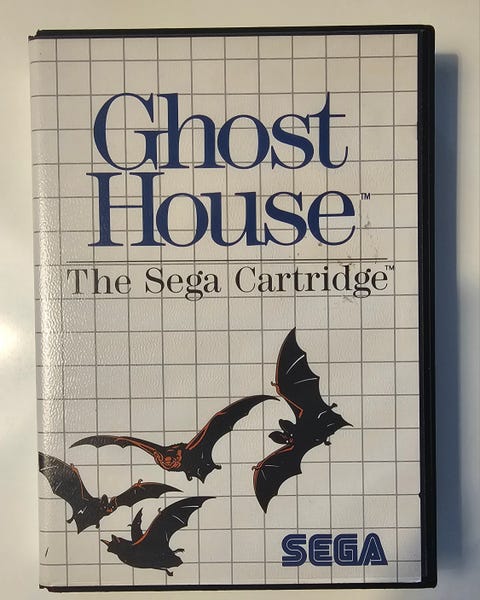 Ghost
House™
The Sega Cartridge™
SEGA